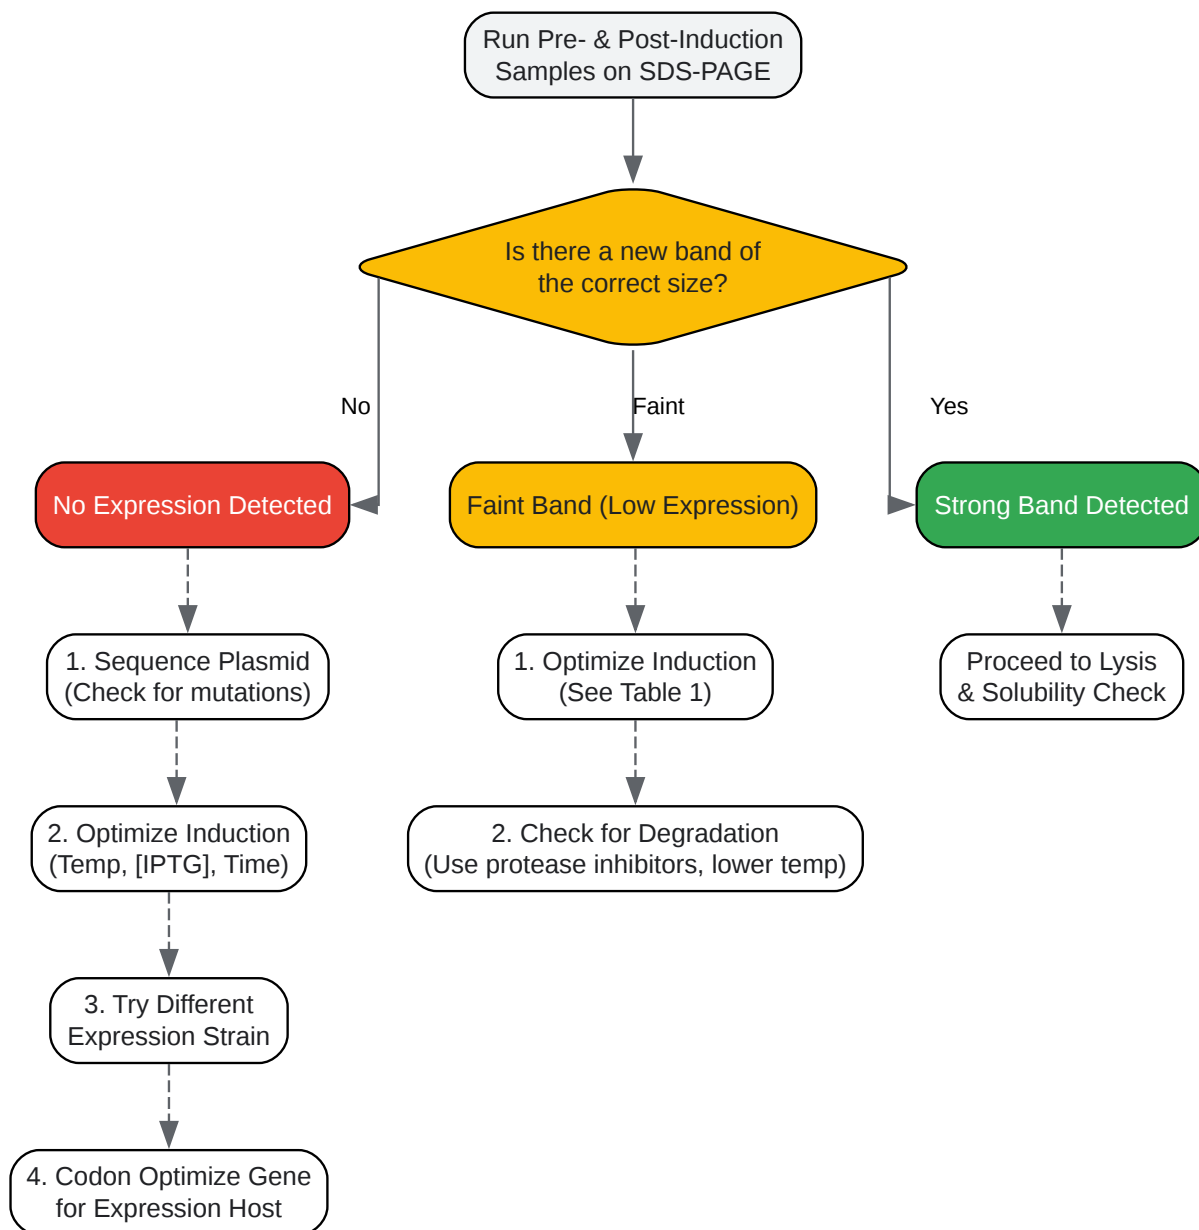 Run Pre- & Post-Induction
Samples on SDS-PAGE
Is there a new band of
the correct size?
No
Faint
Yes
No Expression Detected
Faint Band (Low Expression)
Strong Band Detected
1. Sequence Plasmid
(Check for mutations)
1. Optimize Induction
(See Table 1)
Proceed to Lysis
& Solubility Check
2. Optimize Induction
(Temp, [IPTG], Time)
2. Check for Degradation
(Use protease inhibitors, lower temp)
3. Try Different
Expression Strain
4. Codon Optimize Gene
for Expression Host